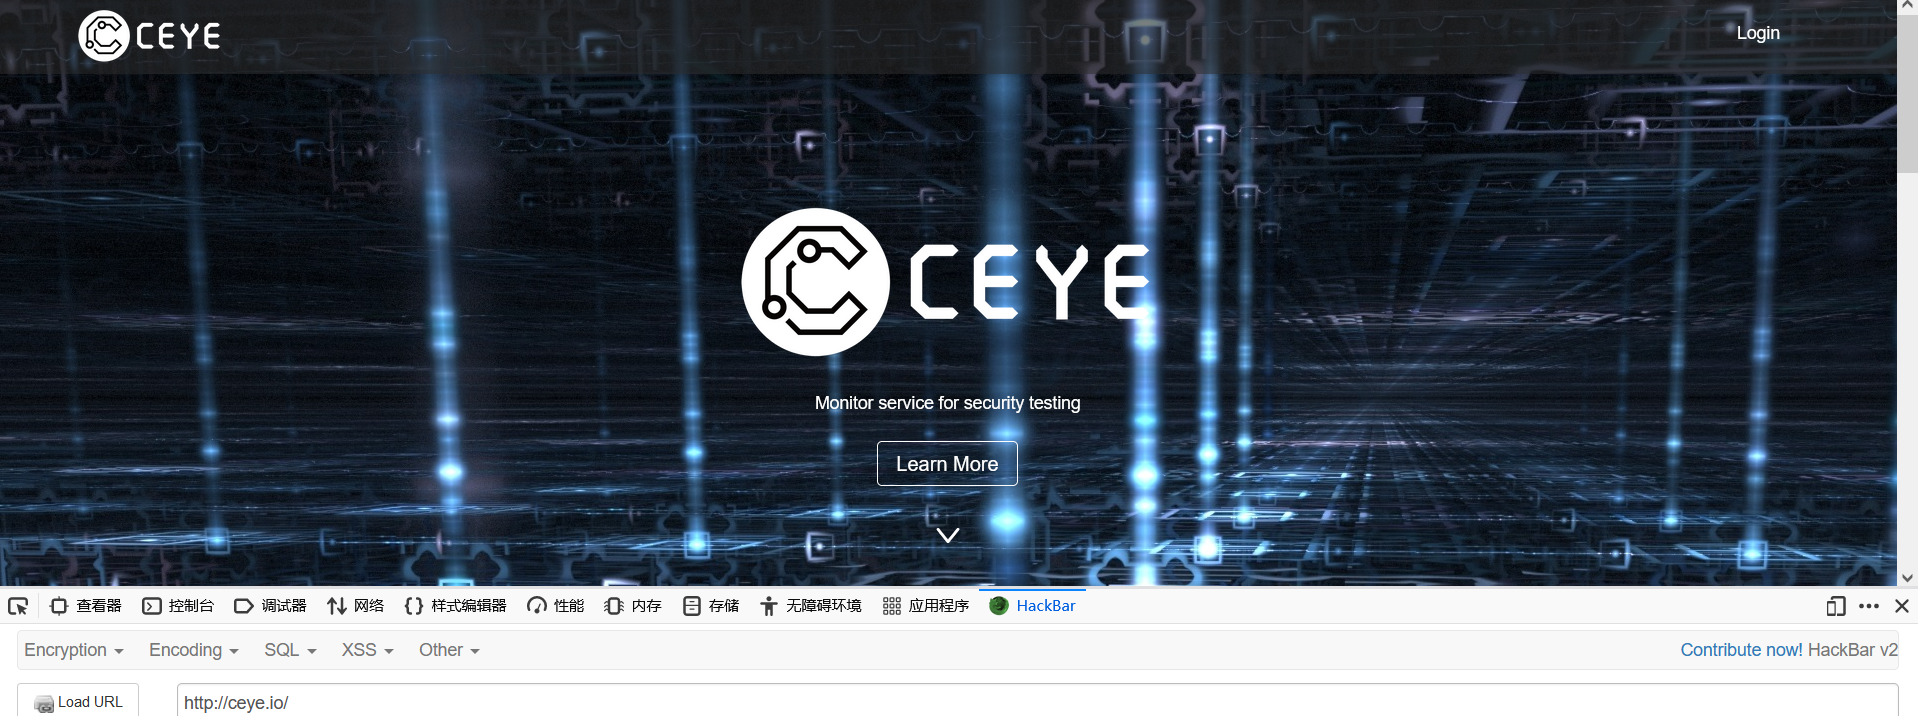 CEYE
Login
CEYE
Monitor service for security testing
Learn More
查看器 控制台 调试器 网络 样式编辑器 性能 内存 存储 无障碍环境 应用程序 HackBar
Encryption Encoding SQL XSS Other Contribute now! HackBar v2
Load URL http://ceye.io/